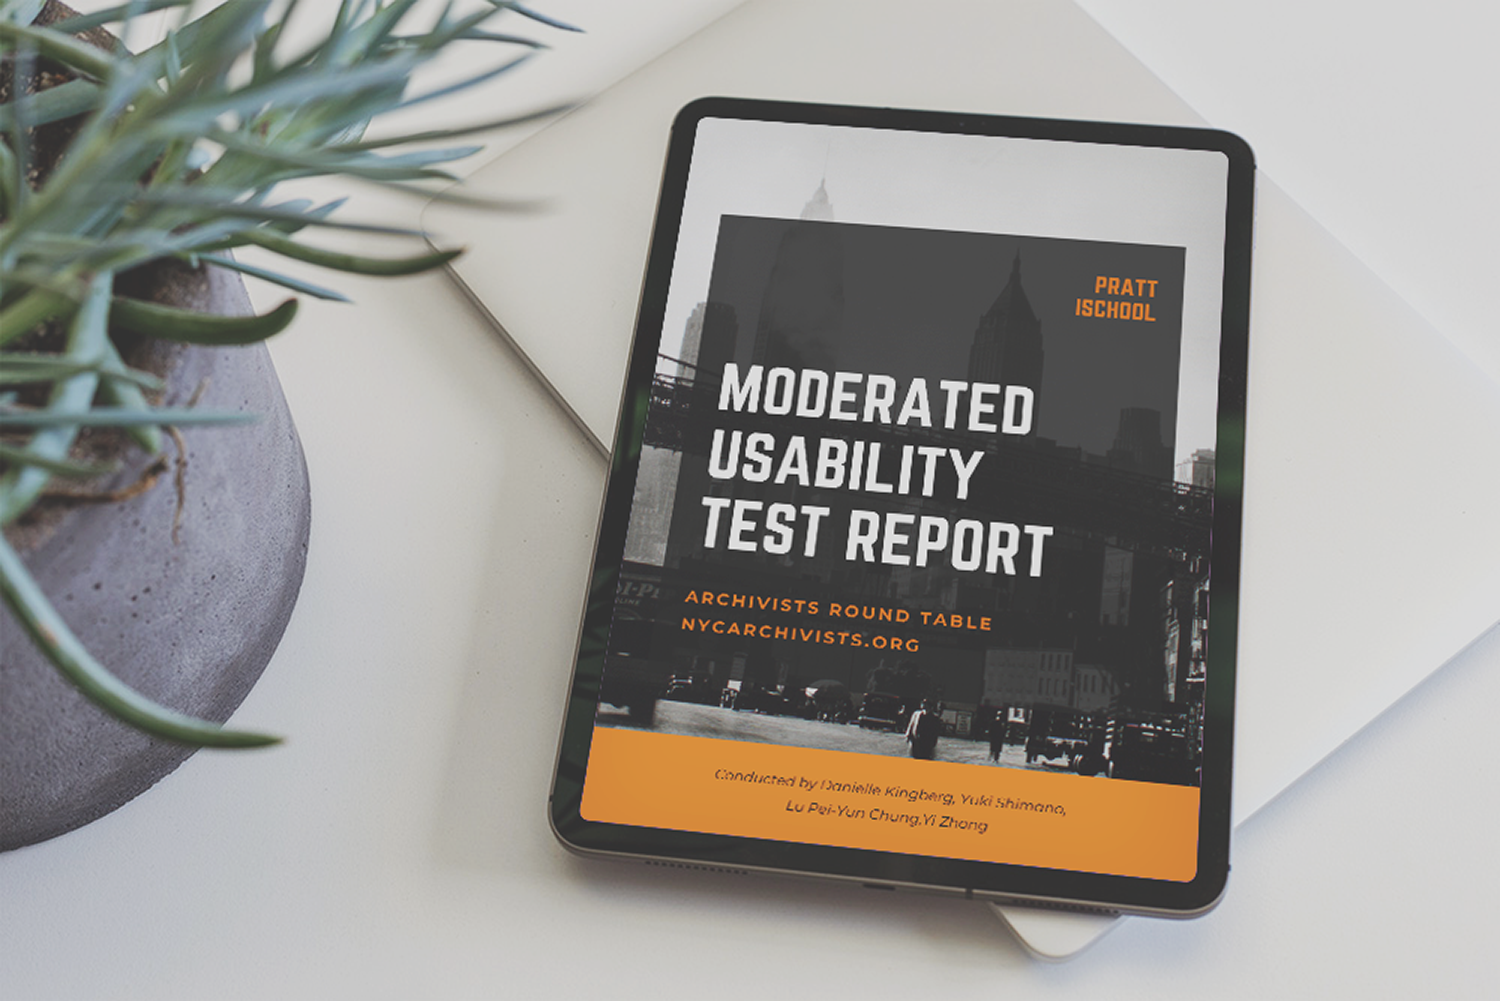 PRATT
ISCHOOL
MODERATED
USABILITY
TEST REPORT
ARCHIVISTS ROUND TABLE
NYCARCHIVISTS.ORG
Conducted by Danielle Kingberg, Yuki Shimano,
Lu Pei-Yun Chung,Yi Zhong